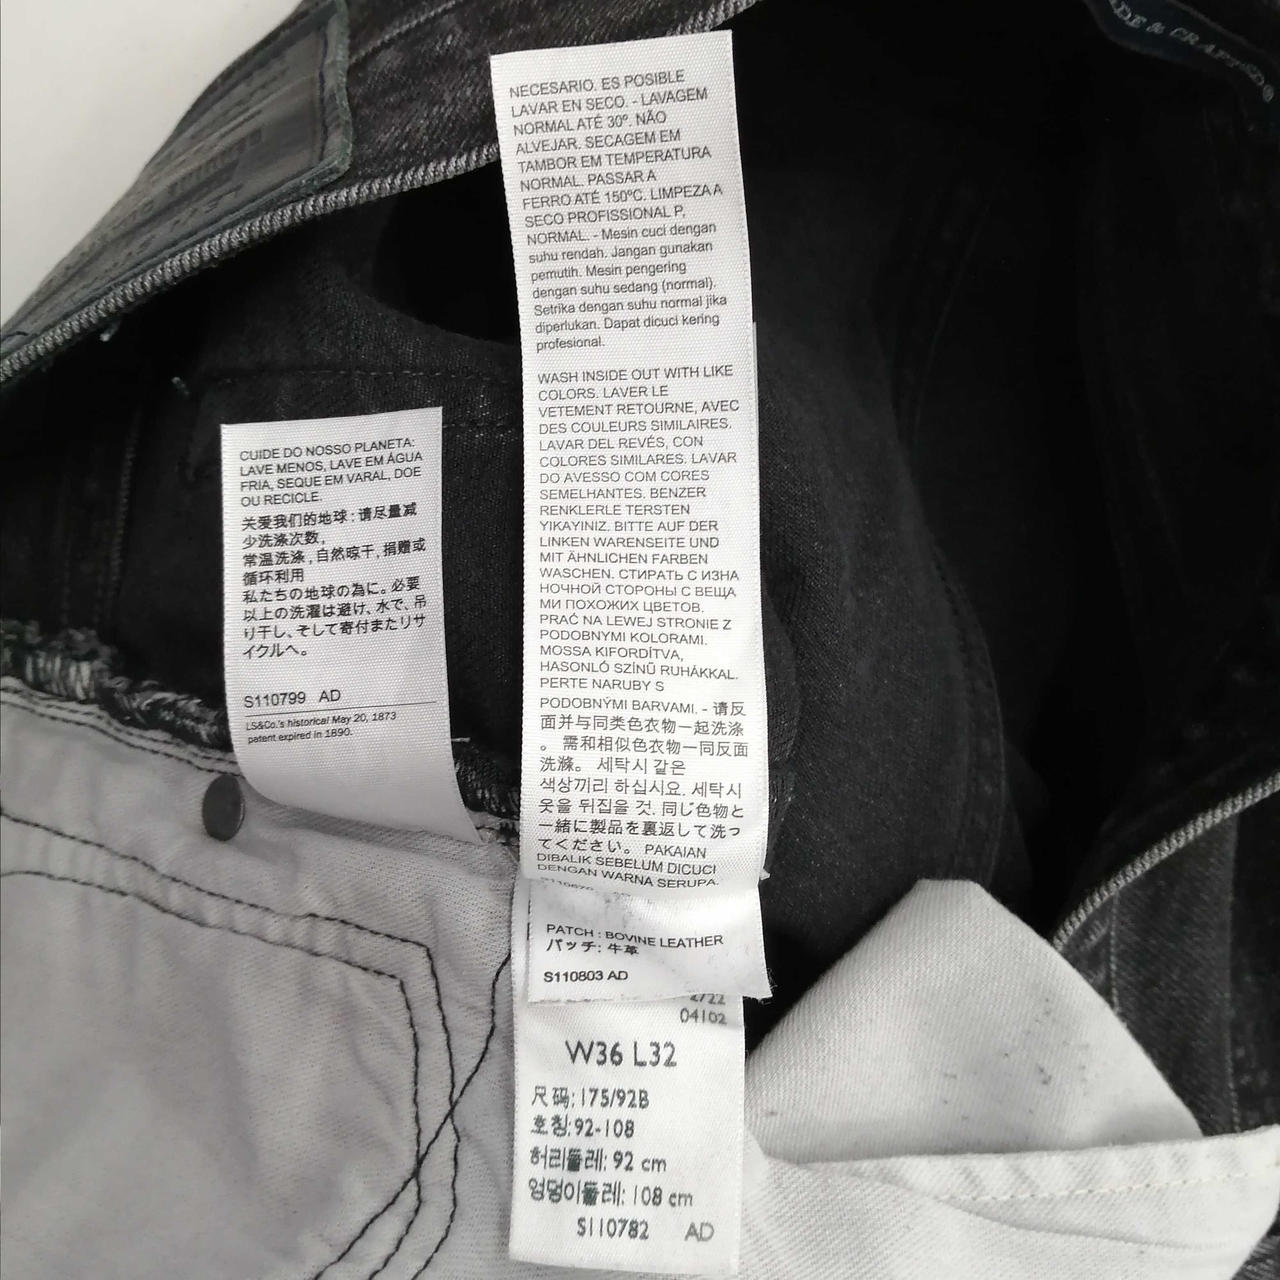 DE & CRAFTED®
NECESARIO. ES POSIBLE
LAVAR EN SECO. - LAVAGEM
NORMAL ATÉ 30º. NÃO
ALVEJAR. SECAGEM EM
TAMBOR EM TEMPERATURA
NORMAL. PASSAR A
FERRO ATÉ 150ºC. LIMPEZA A
SECO PROFISSIONAL P,
NORMAL. - Mesin cuci dengan
suhu rendah. Jangan gunakan
pemutih. Mesin pengering
dengan suhu sedang (normal).
Setrika dengan suhu normal jika
diperlukan. Dapat dicuci kering
profesional.
WASH INSIDE OUT WITH LIKE
COLORS. LAVER LE
VETEMENT RETOURNE, AVEC
DES COULEURS SIMILAIRES.
LAVAR DEL REVÉS, CON
COLORES SIMILARES. LAVAR
DO AVESSO COM CORES
SEMELHANTES. BENZER
RENKLERLE TERSTEN
YIKAYINIZ. BITTE AUF DER
LINKEN WARENSEITE UND
MIT ÄHNLICHEN FARBEN
WASCHEN. СТИРАТЬ С ИЗНА
НОЧНОЙ СТОРОНЫ С ВЕЩА
МИ ПОХОЖИХ ЦВЕТОВ.
PRAĆ NA LEWEJ STRONIE Z
PODOBNYMI KOLORAMI.
MOSSA KIFORDÍTVA,
HASONLÓ SZÍNŰ RUHÁKKAL.
PERTE NARUBY S
PODOBNÝMI BARVAMI. - 请反
面并与同类色衣物一起洗涤
。 需和相似色衣物一同反面
洗滌。 세탁시 같은
색상끼리 하십시요. 세탁시
옷을 뒤집을 것. 同じ色物と
一緒に製品を裏返して洗っ
てください。 PAKAIAN
DIBALIK SEBELUM DICUCI
DENGAN WARNA SERUPA.
CUIDE DO NOSSO PLANETA:
LAVE MENOS, LAVE EM ÁGUA
FRIA, SEQUE EM VARAL, DOE
OU RECICLE.
关爱我们的地球：请尽量减
少洗涤次数，
常温洗涤，自然晾干，捐赠或
循环利用
私たちの地球の為に。必要
以上の洗濯は避け、水で、吊
り干し、そして寄付またリサ
イクルへ。
S110799 AD
LS&Co.'s historical May 20, 1873
patent expired in 1890.
PATCH : BOVINE LEATHER
パッチ: 牛革
S110803 AD
2/22
04102
W36 L32
尺码: 175/92B
호칭: 92-108
허리둘레: 92 cm
엉덩이둘레: 108 cm
S110782 AD